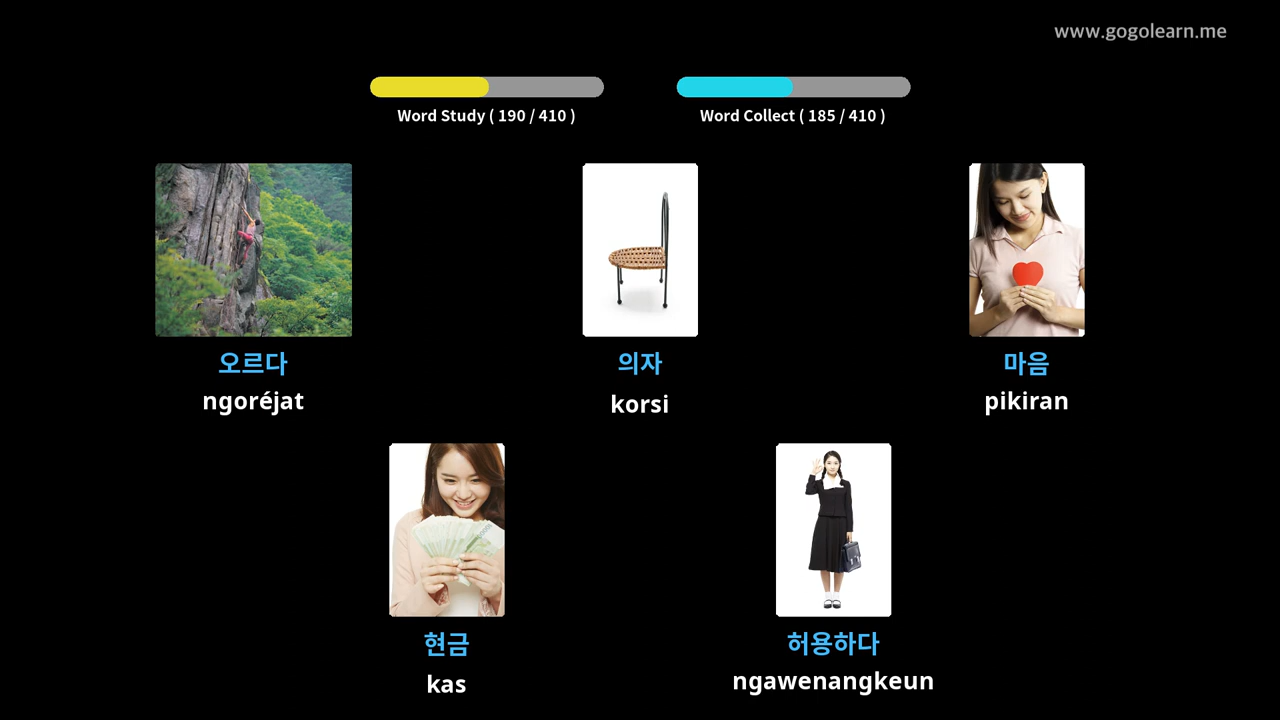 www.gogolearn.me
Word Study ( 190 / 410 )
Word Collect ( 185 / 410 )
오르다
ngoréjat
의자
korsi
마음
pikiran
현금
kas
허용하다
ngawenangkeun